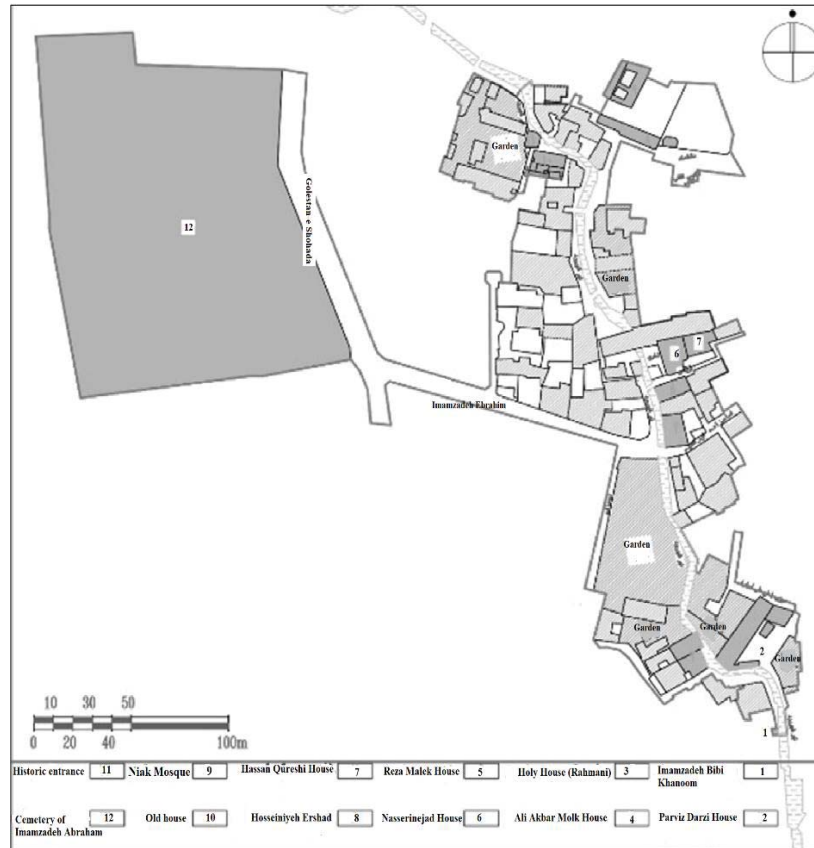 Garden
12
Golestan e Shohada
Garden
7
6
Imamzadeh Ebrahim
Garden
Garden
Garden
2
Garden
1
10 30 50
0 20 40 100m
Historic entrance 11 Niak Mosque 9 Hassan Qureshi House 7 Reza Malek House 5 Holy House (Rahmani) 3 Imamzadeh Bibi Khanoom 1
Cemetery of Imamzadeh Abraham 12 Old house 10 Hosseiniyeh Ershad 8 Nasserinejad House 6 Ali Akbar Molk House 4 Parviz Darzi House 2